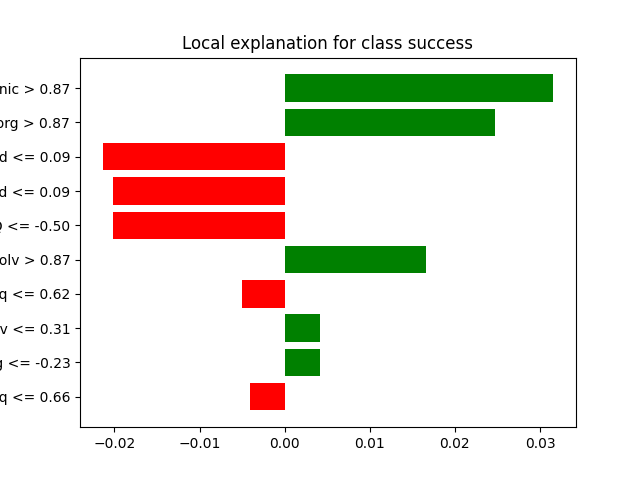 Local explanation for class success
nic > 0.87
org > 0.87
d <= 0.09
d <= 0.09
<= -0.50
olv > 0.87
q <= 0.62
v <= 0.31
g <= -0.23
q <= 0.66
−0.02 −0.01 0.00 0.01 0.02 0.03